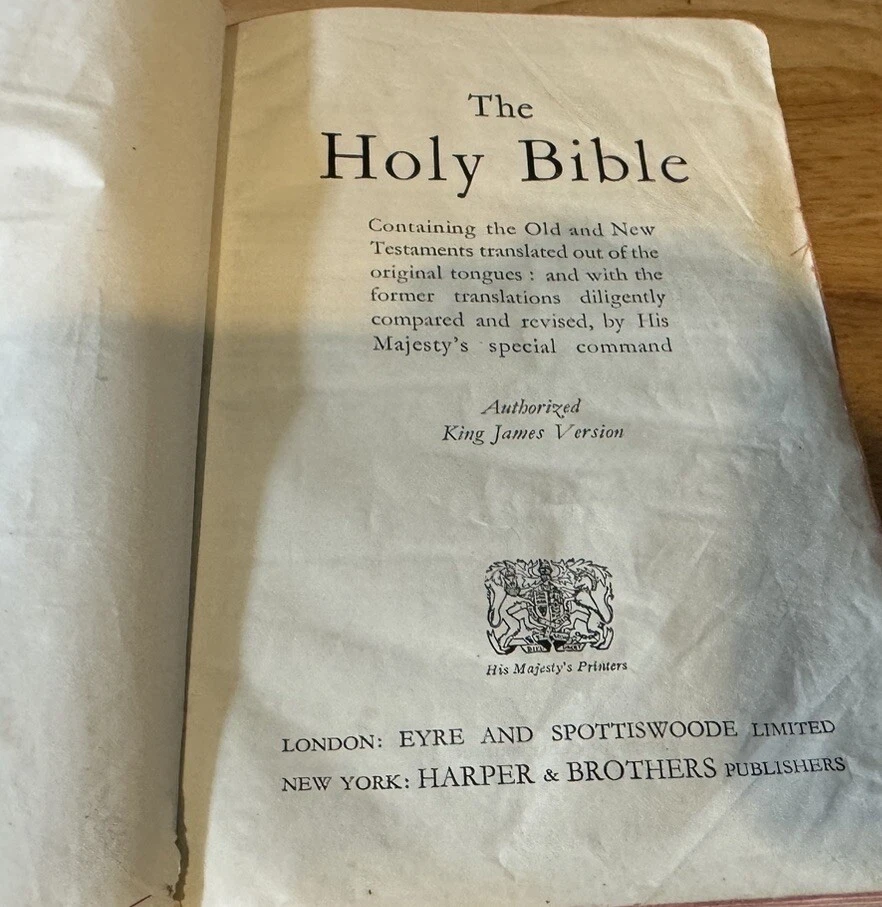 The
Holy Bible
Containing the Old and New
Testaments translated out of the
original tongues : and with the
former translations diligently
compared and revised, by His
Majesty's special command
Authorized
King James Version
His Majesty's Printers
LONDON: EYRE AND SPOTTISWOODE LIMITED
NEW YORK: HARPER & BROTHERS PUBLISHERS